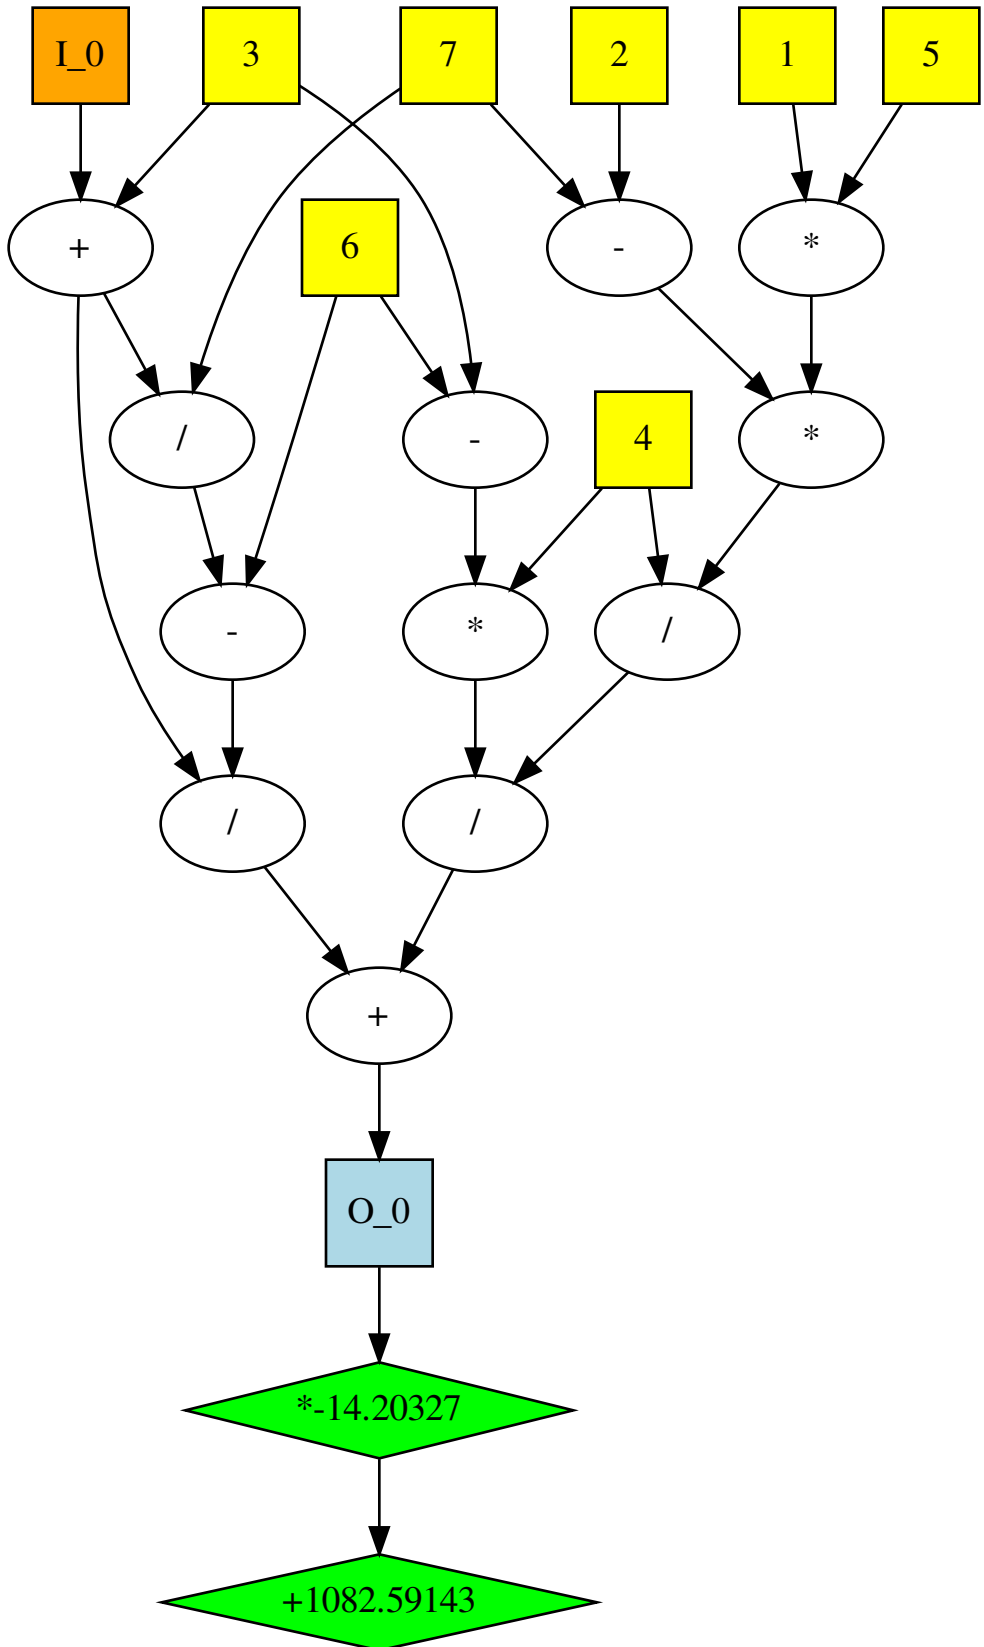 I_0 3 7 2 1 5
+ 6 - *
/ - 4 *
- * /
/ /
+
O_0
*-14.20327
+1082.59143